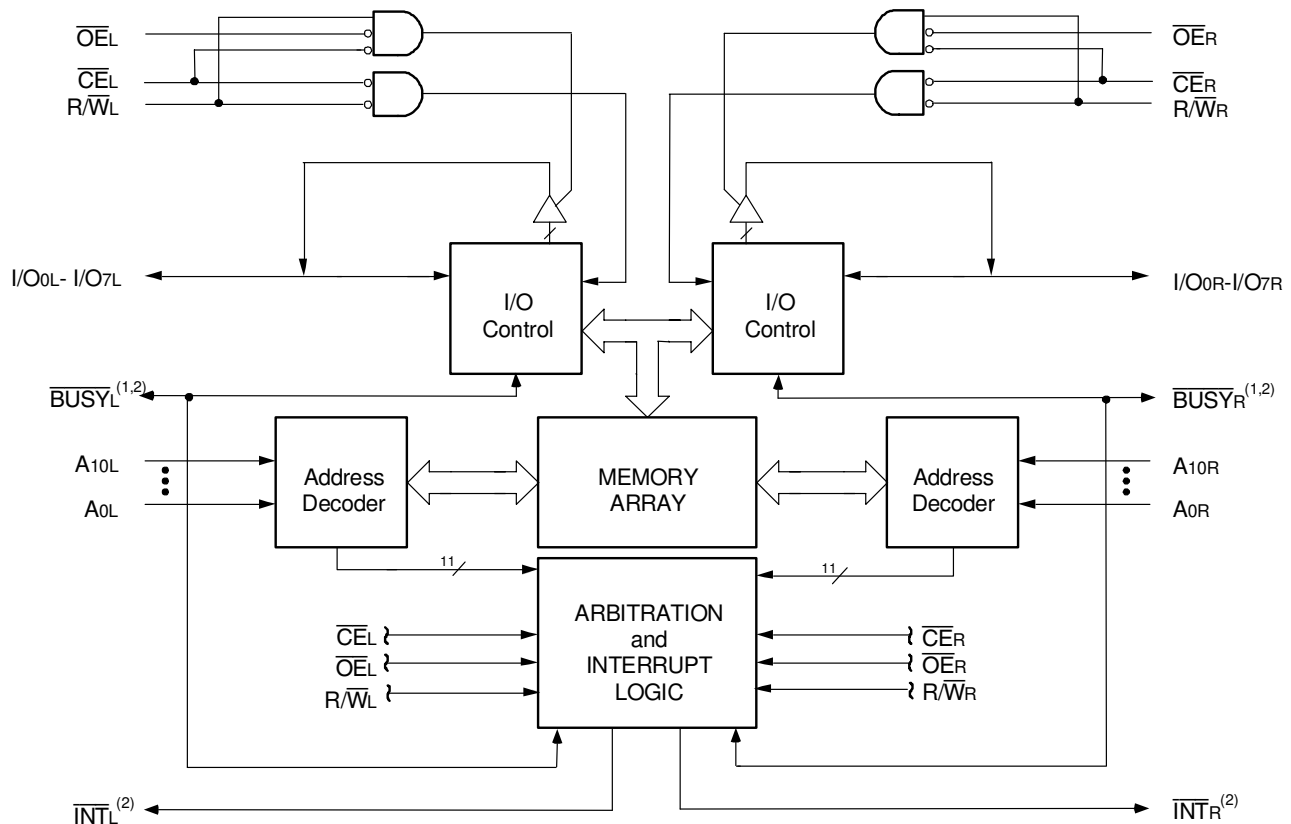 OEL
OER
CEL
CER
R/WL
R/WR
I/O0L- I/O7L
I/O
Control
I/O
Control
I/O0R-I/O7R
BUSYL(1,2)
BUSYR(1,2)
A10L
A0L
Address
Decoder
MEMORY
ARRAY
Address
Decoder
A10R
A0R
11
11
ARBITRATION
and
INTERRUPT
LOGIC
CEL
OEL
R/WL
CER
OER
R/WR
INTL(2)
INTR(2)